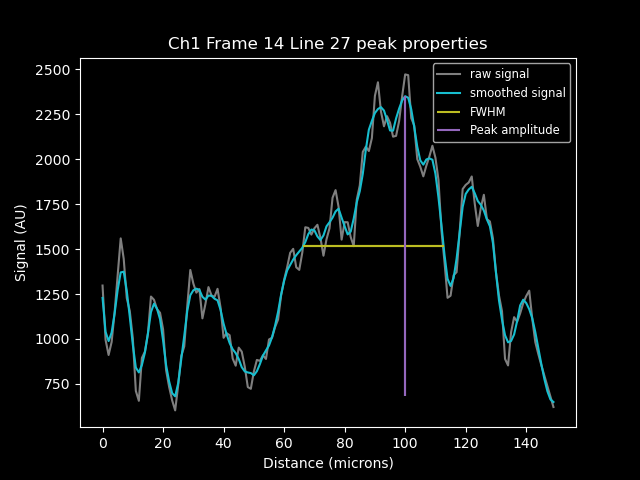 Ch1 Frame 14 Line 27 peak properties
raw signal
smoothed signal
FWHM
Peak amplitude
Signal (AU)
2500
2250
2000
1750
1500
1250
1000
750
0 20 40 60 80 100 120 140
Distance (microns)